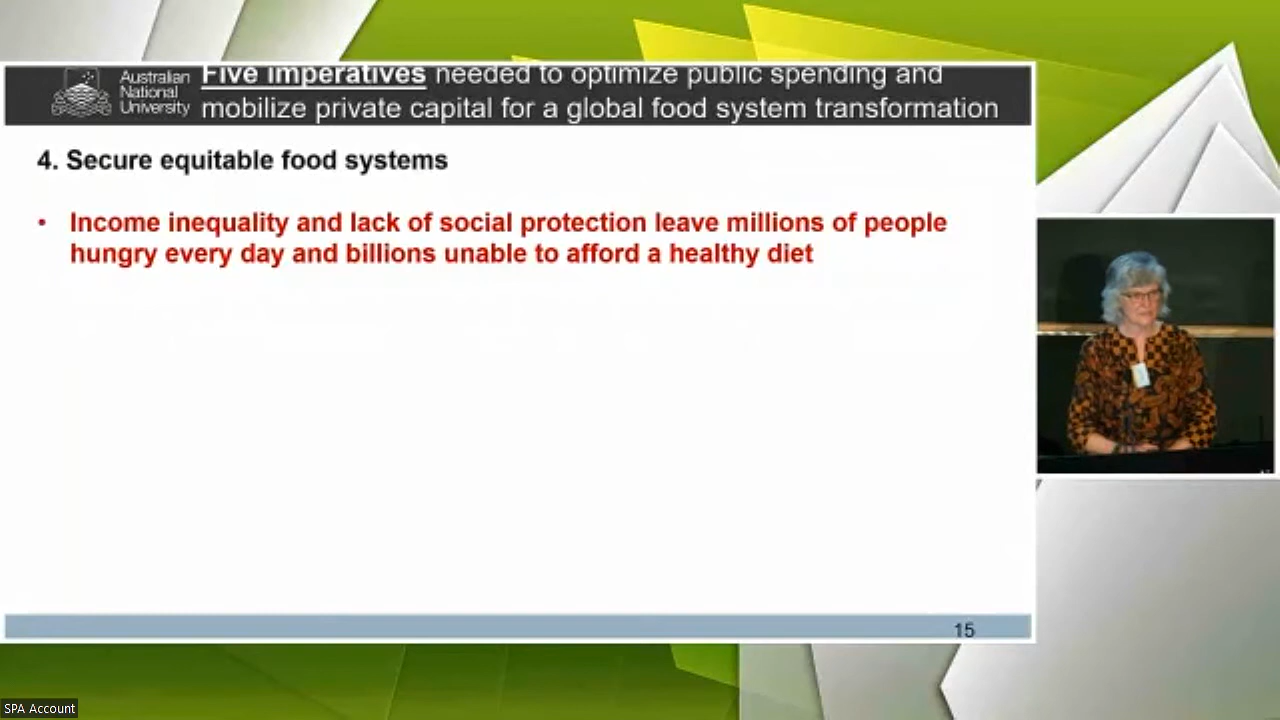 Australian
National
University
Five imperatives needed to optimize public spending and
mobilize private capital for a global food system transformation
4. Secure equitable food systems
• Income inequality and lack of social protection leave millions of people
hungry every day and billions unable to afford a healthy diet
15
SPA Account